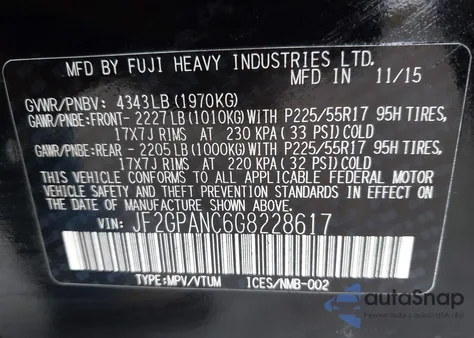 MFD BY FUJI HEAVY INDUSTRIES LTD.
IN 11/15
GVWR/PNBV: 4343LB(1970KG)
GAWR/PNBE:FRONT- 2227LB(1010KG)WITH P225/55R17 95H TIRES,
17X7J RIMS AT 230 KPA(33 PSI)COLD
GAWR/PNBE:REAR - 2205LB(1000KG)WITH P225/55R17 95H TIRES,
17X7J RIMS AT 220 KPA(32 PSI)COLD
THIS VEHICLE CONFORMS TO ALL APPLICABLE FEDERAL MOTOR
VEHICLE SAFETY AND THEFT PREVENTION STANDARDS IN EFFECT ON
THE DATE OF MANUFACTURE SHOWN ABOVE.
VIN: JF2GPANC6G8228617
TYPE:MPV/VTUM ICES/NMB-002
autoSnap